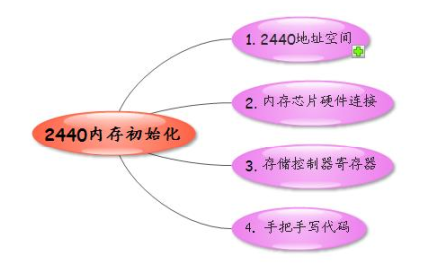 2440内存初始化
1. 2440地址空间
2. 内存芯片硬件连接
3. 存储控制器寄存器
4. 手把手写代码